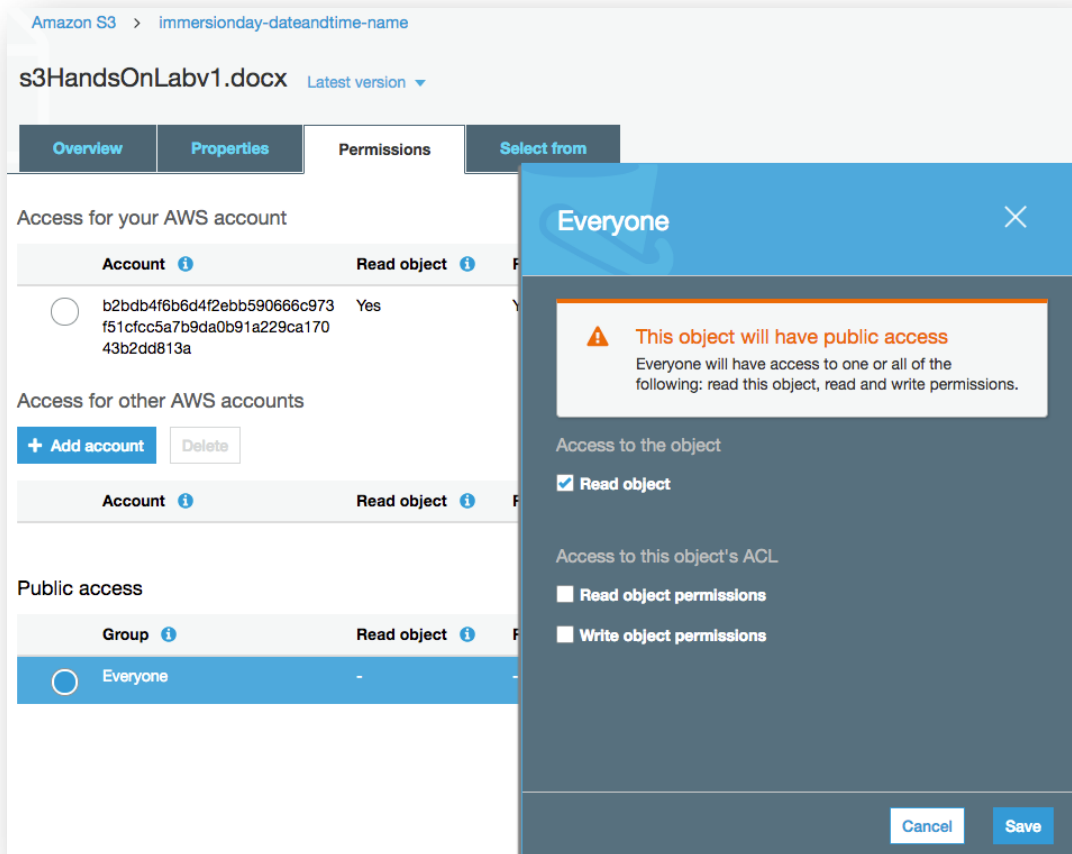 Amazon S3 > immersionday-dateandtime-name
s3HandsOnLabv1.docx Latest version
Overview Properties Permissions Select from
Access for your AWS account
Account Read object
b2bdb4f6b6d4f2ebb590666c973 Yes
f51cfcc5a7b9da0b91a229ca170
43b2dd813a
Access for other AWS accounts
+ Add account Delete
Account Read object
Public access
Group Read object
Everyone - -
Everyone
This object will have public access
Everyone will have access to one or all of the
following: read this object, read and write permissions.
Access to the object
Read object
Access to this object's ACL
Read object permissions
Write object permissions
Cancel Save